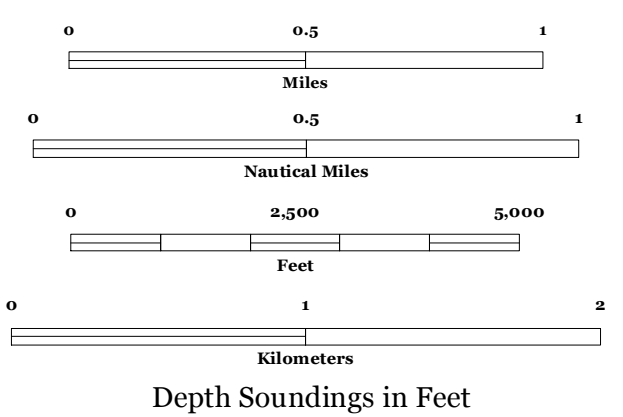 0 0.5 1
Miles
0 0.5 1
Nautical Miles
0 2,500 5,000
Feet
0 1 2
Kilometers
Depth Soundings in Feet